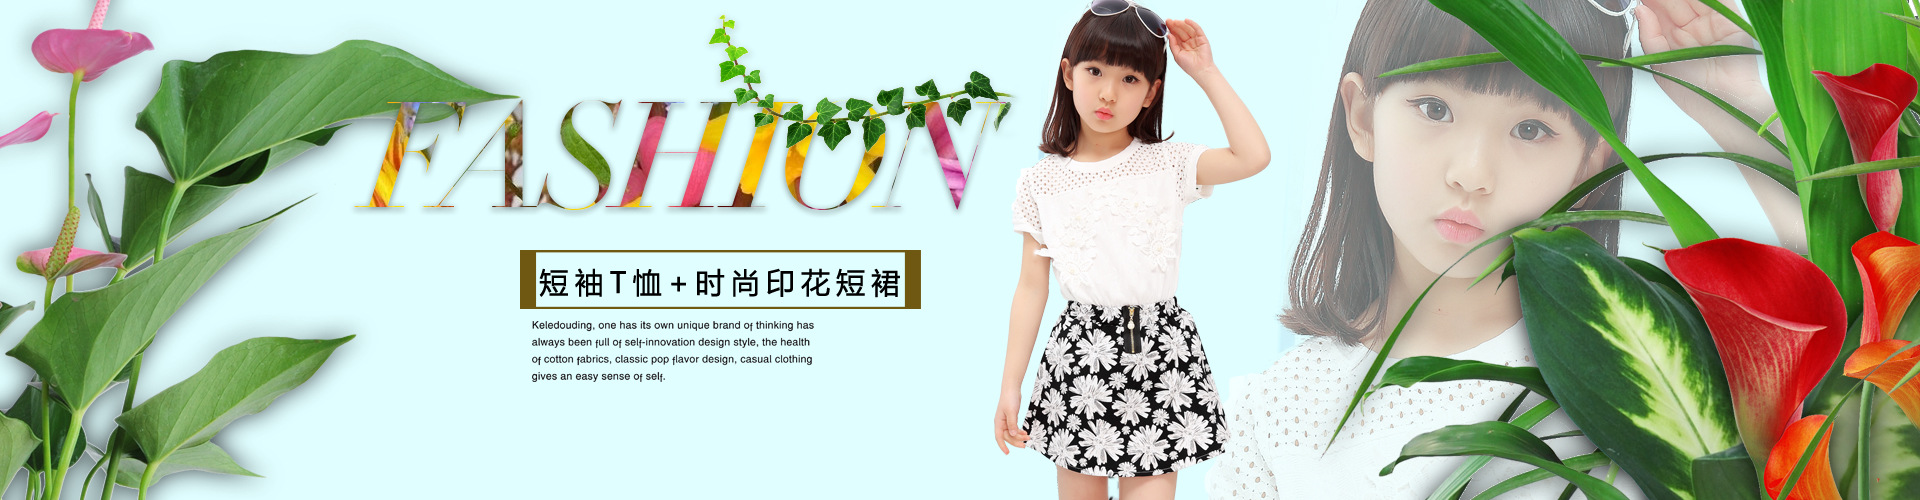 FASHION
短袖T恤+时尚印花短裙
Keledouding, one has its own unique brand of thinking has
always been full of self-innovation design style, the health
of cotton fabrics, classic pop flavor design, casual clothing
gives an easy sense of self.